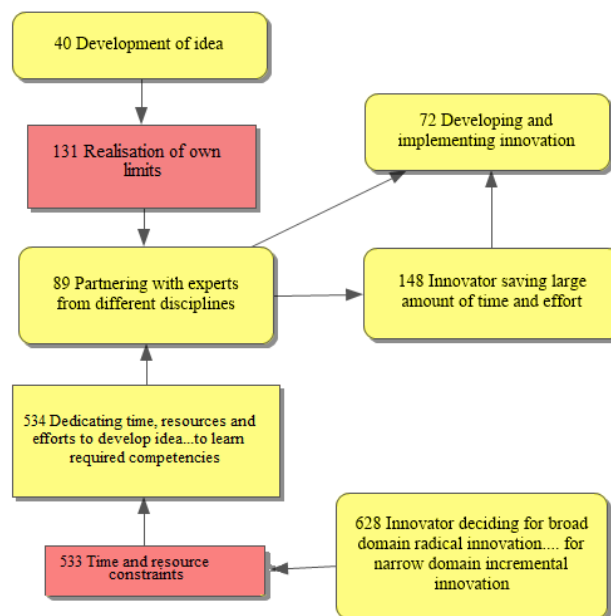 40 Development of idea
131 Realisation of own
limits
72 Developing and
implementing innovation
89 Partnering with experts
from different disciplines
148 Innovator saving large
amount of time and effort
534 Dedicating time, resources and
efforts to develop idea...to learn
required competencies
533 Time and resource
constraints
628 Innovator deciding for broad
domain radical innovation.... for
narrow domain incremental
innovation